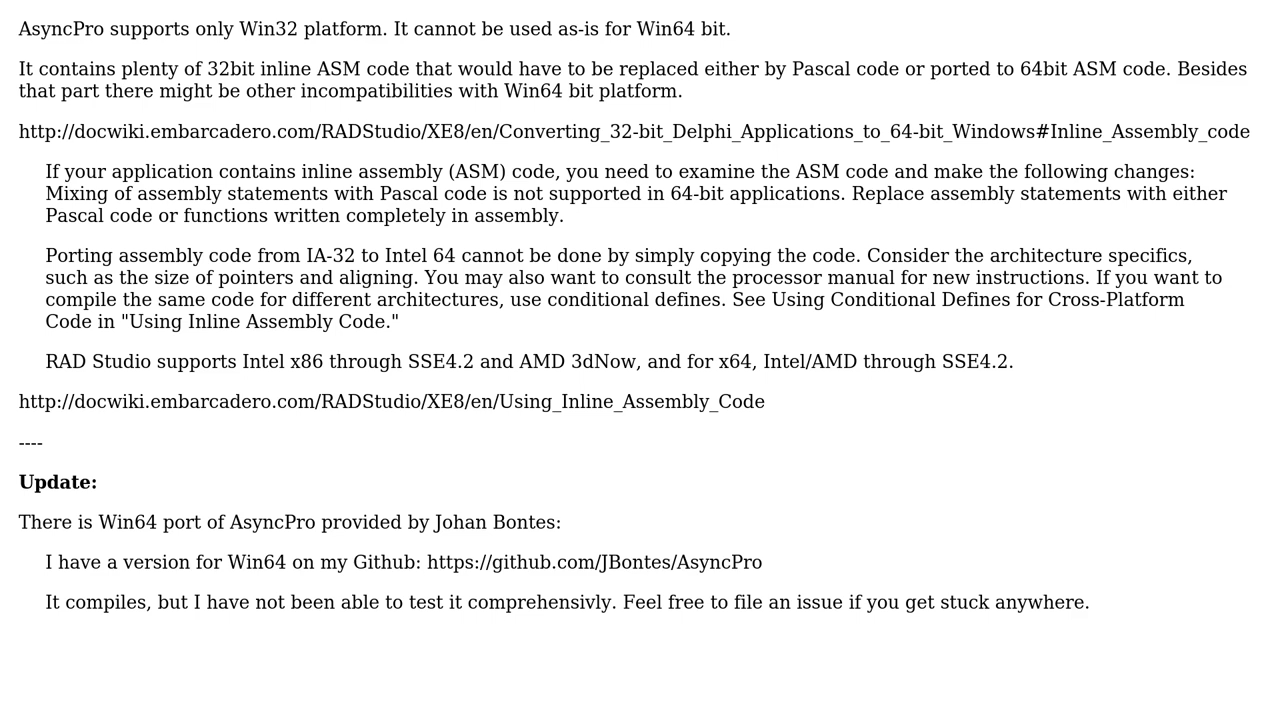 AsyncPro supports only Win32 platform. It cannot be used as-is for Win64 bit.
It contains plenty of 32bit inline ASM code that would have to be replaced either by Pascal code or ported to 64bit ASM code. Besides
that part there might be other incompatibilities with Win64 bit platform.
http://docwiki.embarcadero.com/RADStudio/XE8/en/Converting_32-bit_Delphi_Applications_to_64-bit_Windows#Inline_Assembly_code
If your application contains inline assembly (ASM) code, you need to examine the ASM code and make the following changes:
Mixing of assembly statements with Pascal code is not supported in 64-bit applications. Replace assembly statements with either
Pascal code or functions written completely in assembly.
Porting assembly code from IA-32 to Intel 64 cannot be done by simply copying the code. Consider the architecture specifics,
such as the size of pointers and aligning. You may also want to consult the processor manual for new instructions. If you want to
compile the same code for different architectures, use conditional defines. See Using Conditional Defines for Cross-Platform
Code in "Using Inline Assembly Code."
RAD Studio supports Intel x86 through SSE4.2 and AMD 3dNow, and for x64, Intel/AMD through SSE4.2.
http://docwiki.embarcadero.com/RADStudio/XE8/en/Using_Inline_Assembly_Code
----
Update:
There is Win64 port of AsyncPro provided by Johan Bontes:
I have a version for Win64 on my Github: https://github.com/JBontes/AsyncPro
It compiles, but I have not been able to test it comprehensivly. Feel free to file an issue if you get stuck anywhere.